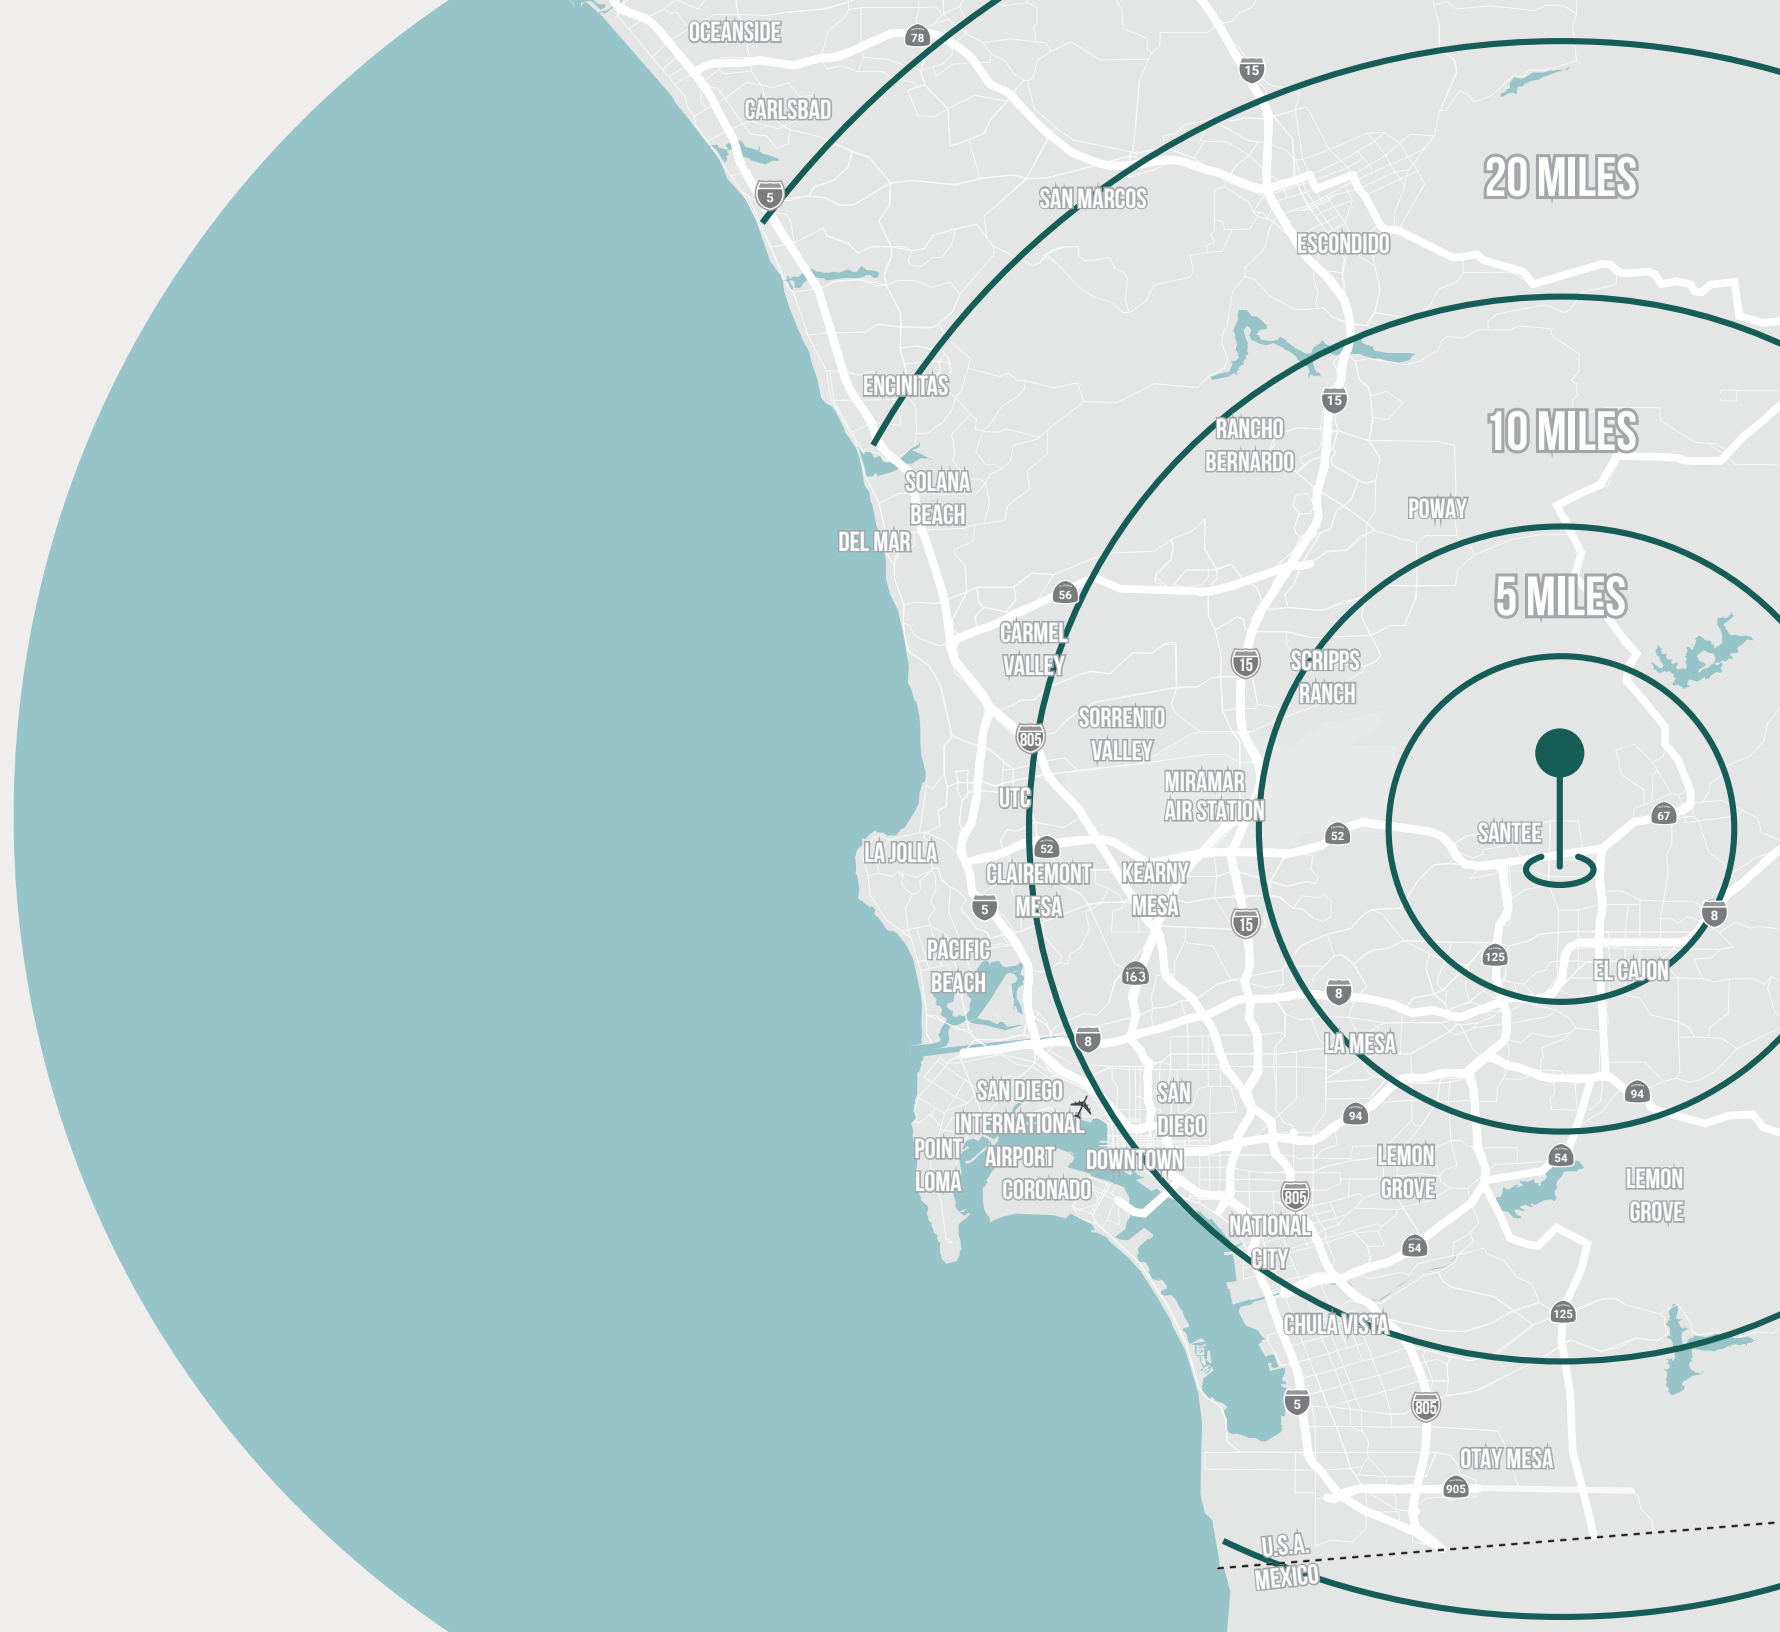 OCEANSIDE
78
15
CARLSBAD
20 MILES
5
SAN MARCOS
ESCONDIDO
ENCINITAS
15
RANCHO
BERNARDO
10 MILES
SOLANA
BEACH
POWAY
DEL MAR
56
5 MILES
CARMEL
VALLEY
15
SCRIPPS
RANCH
SORRENTO
VALLEY
805
MIRAMAR
AIR STATION
UTC
67
52
SANTEE
52
LA JOLLA
CLAIREMONT
MESA
KEARNY
MESA
5
15
8
PACIFIC
BEACH
125
163
EL CAJON
8
8
LA MESA
SAN DIEGO
INTERNATIONAL
AIRPORT
SAN
DIEGO
94
94
POINT
LOMA
DOWNTOWN
LEMON
GROVE
54
LEMON
GROVE
CORONADO
805
NATIONAL
CITY
54
CHULA VISTA
125
5
805
OTAY MESA
905
U.S.A.
MEXICO